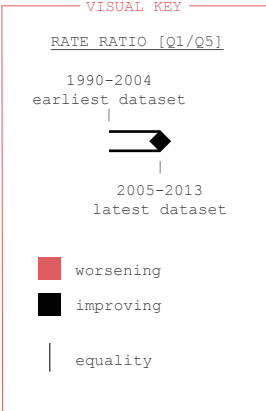 VISUAL KEY
RATE RATIO [Q1/Q5]
1990-2004
earliest dataset
2005-2013
latest dataset
worsening
improving
equality